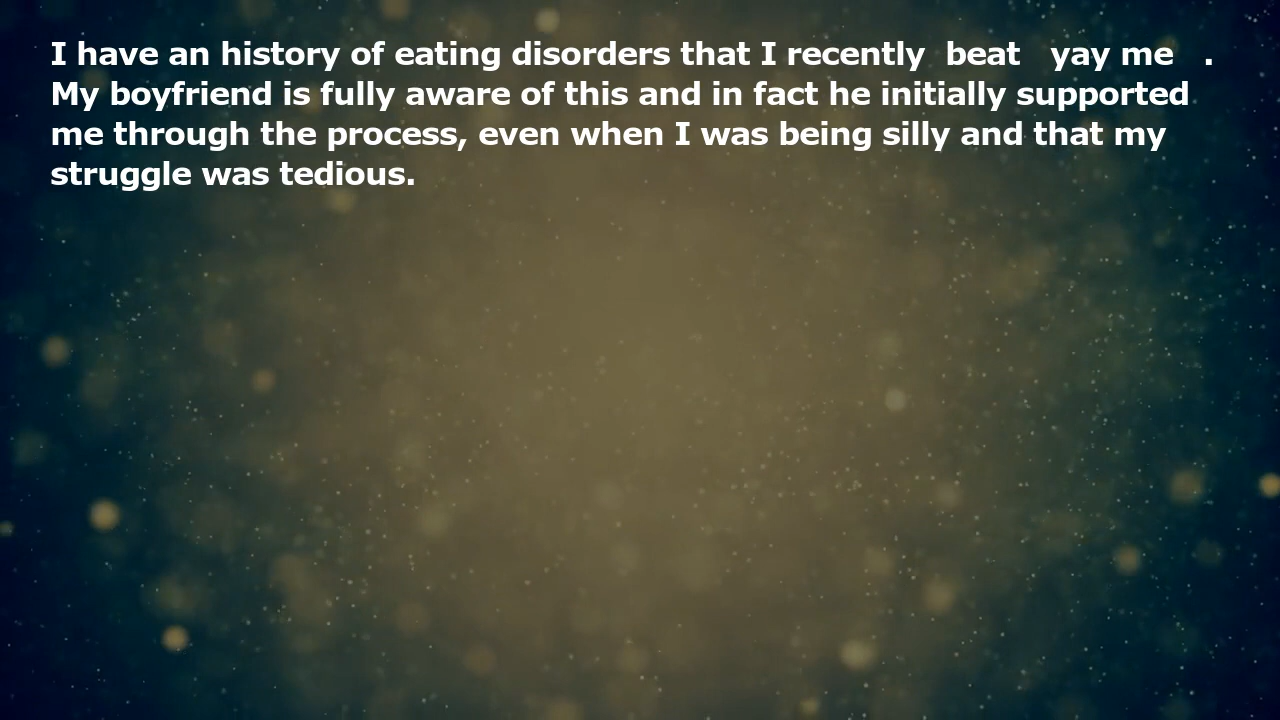 I have an history of eating disorders that I recently  beat   yay me   .
My boyfriend is fully aware of this and in fact he initially supported
me through the process, even when I was being silly and that my
struggle was tedious.